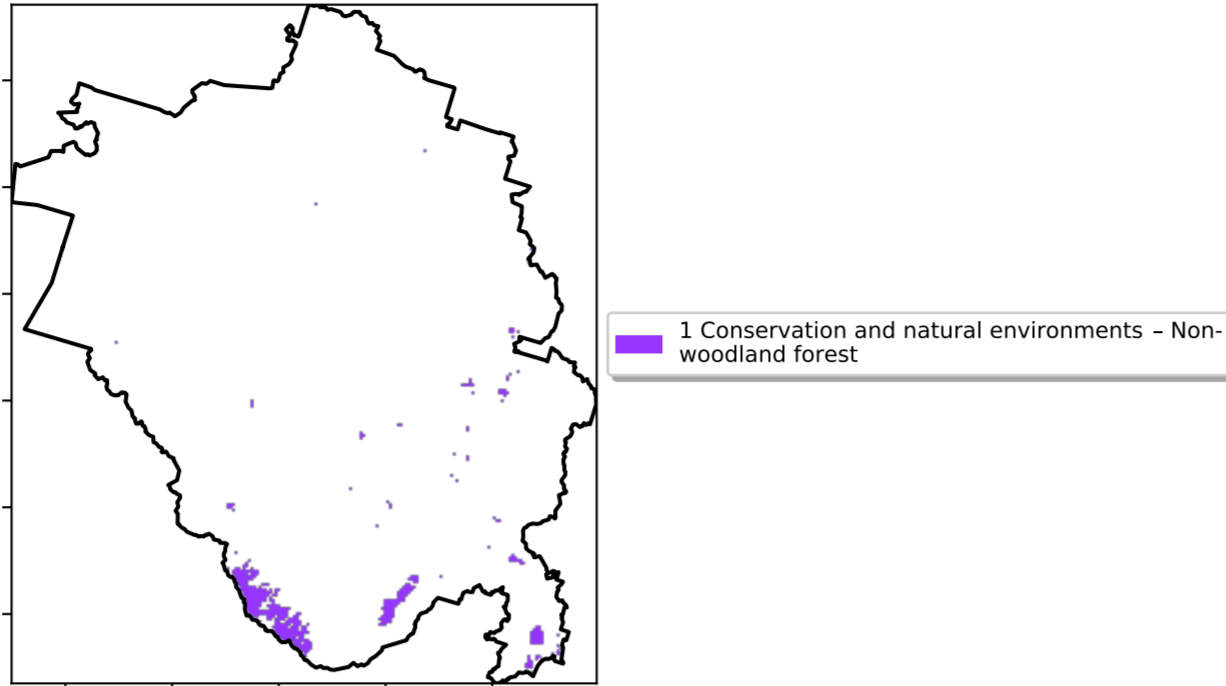 1 Conservation and natural environments – Non-
woodland forest